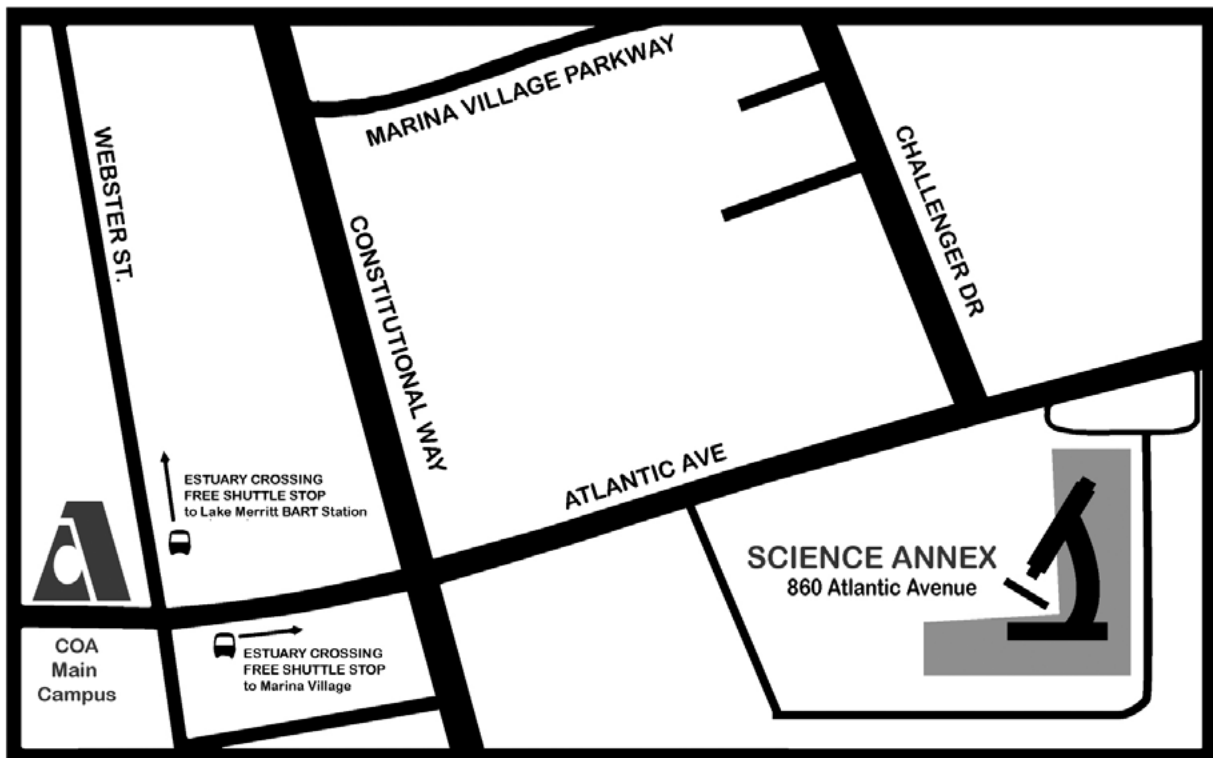 MARINA VILLAGE PARKWAY
WEBSTER ST.
CHALLENGER DR
CONSTITUTIONAL WAY
ATLANTIC AVE
ESTUARY CROSSING
FREE SHUTTLE STOP
to Lake Merritt BART Station
SCIENCE ANNEX
860 Atlantic Avenue
COA
Main
Campus
ESTUARY CROSSING
FREE SHUTTLE STOP
to Marina Village